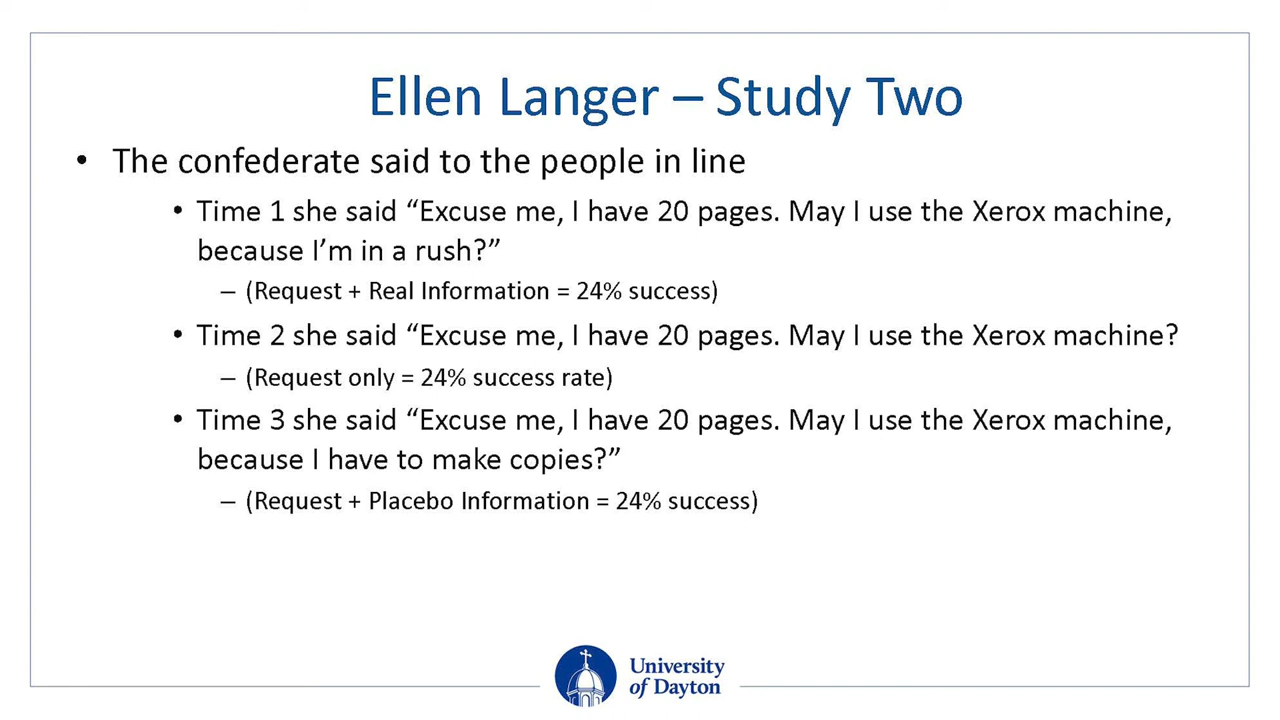 Ellen Langer – Study Two
• The confederate said to the people in line
• Time 1 she said “Excuse me, I have 20 pages. May I use the Xerox machine,
because I’m in a rush?”
– (Request + Real Information = 24% success)
• Time 2 she said “Excuse me, I have 20 pages. May I use the Xerox machine?
– (Request only = 24% success rate)
• Time 3 she said “Excuse me, I have 20 pages. May I use the Xerox machine,
because I have to make copies?”
– (Request + Placebo Information = 24% success)
University
of Dayton